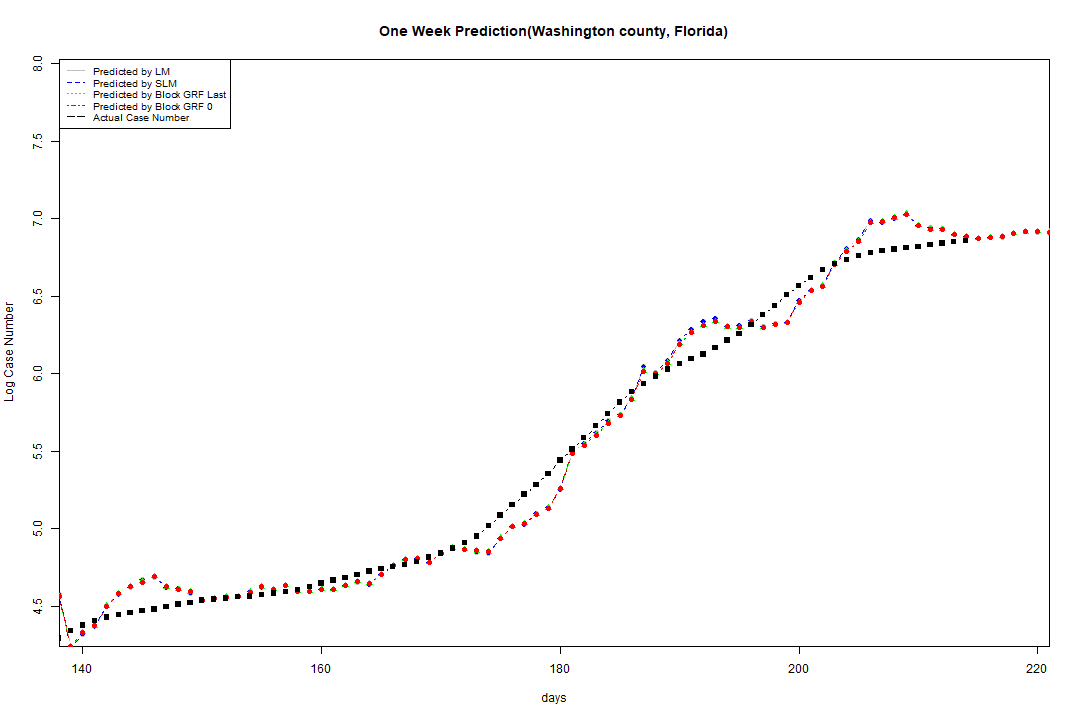 One Week Prediction(Washington county, Florida)
Predicted by LM
Predicted by SLM
Predicted by Block GRF Last
Predicted by Block GRF 0
Actual Case Number
8.0
7.5
7.0
6.5
6.0
5.5
5.0
4.5
Log Case Number
140 160 180 200 220
days